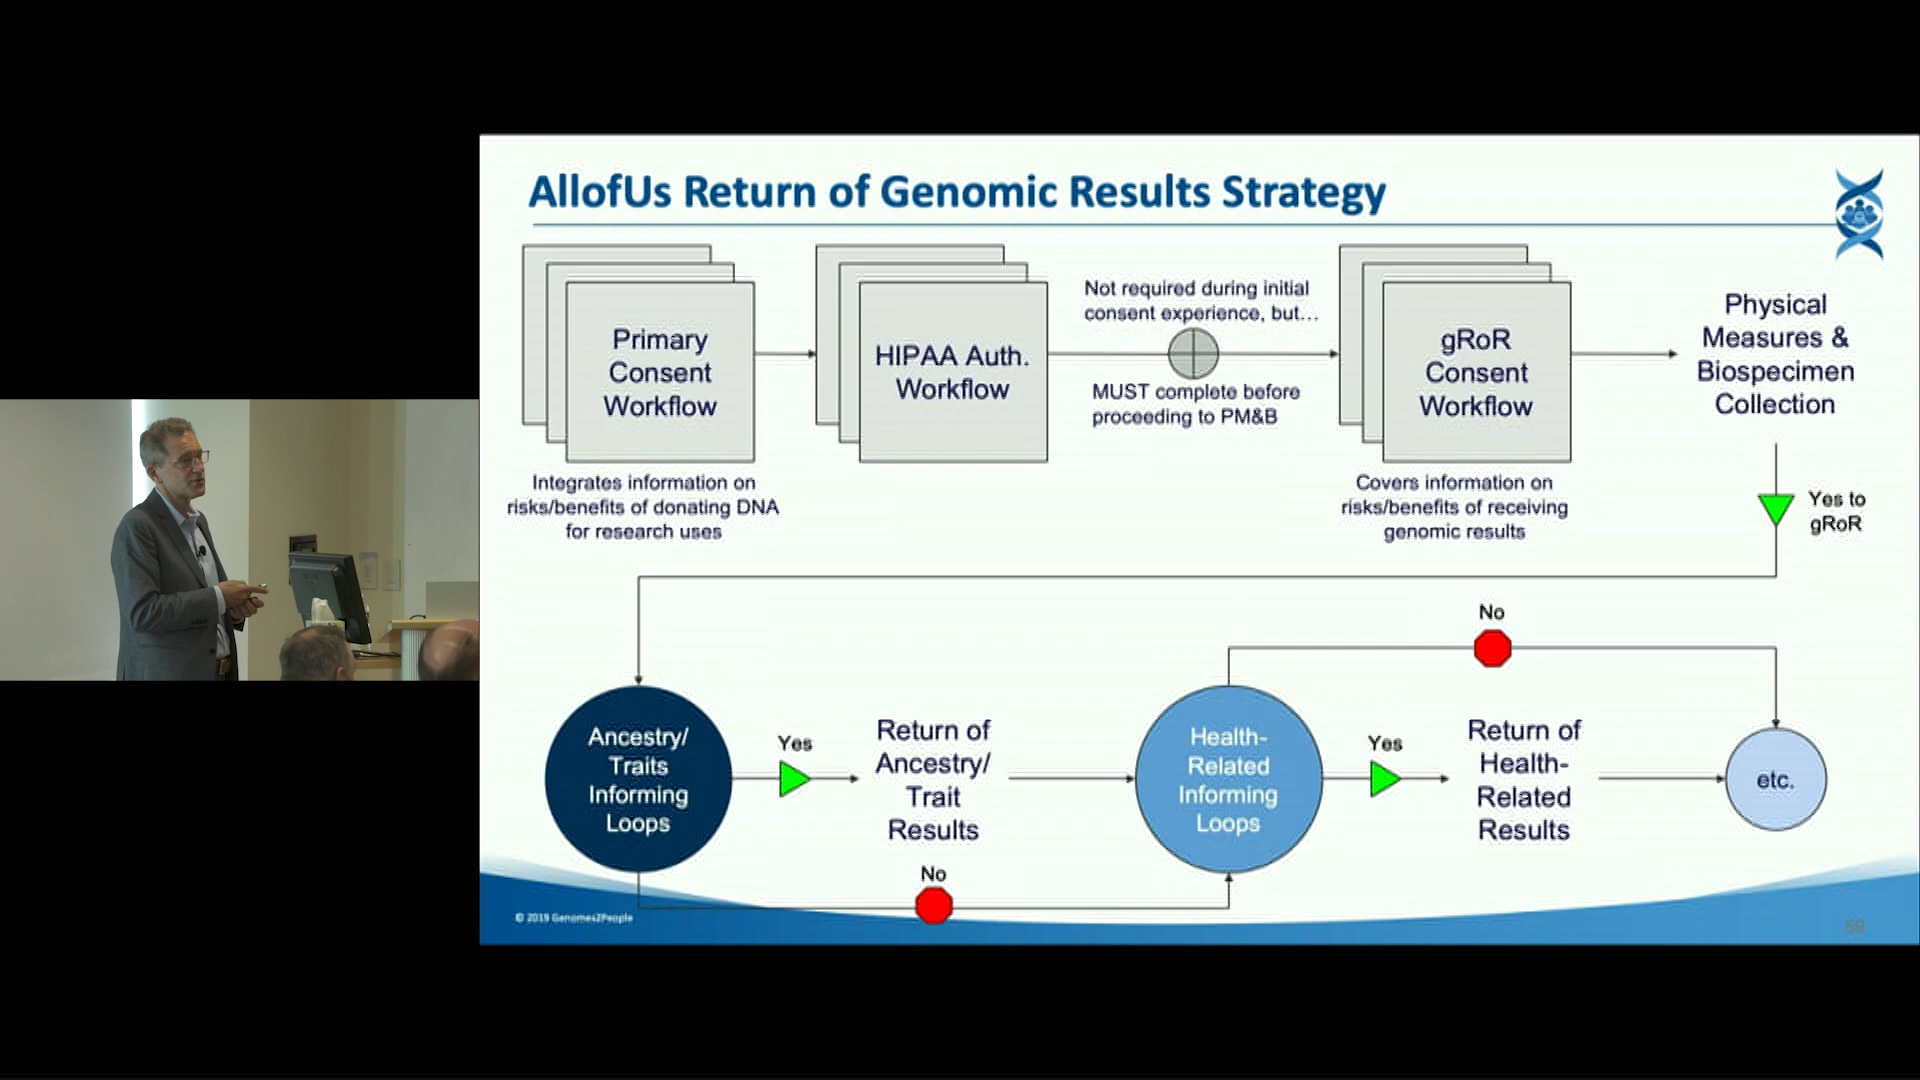 AllofUs Return of Genomic Results Strategy
Primary
Consent
Workflow
Integrates information on
risks/benefits of donating DNA
for research uses
HIPAA Auth.
Workflow
Not required during initial
consent experience, but...
MUST complete before
proceeding to PM&B
gRoR
Consent
Workflow
Covers information on
risks/benefits of receiving
genomic results
Physical
Measures &
Biospecimen
Collection
Yes to
gRoR
Ancestry/
Traits
Informing
Loops
Yes
Return of
Ancestry/
Trait
Results
No
Health-
Related
Informing
Loops
No
Yes
Return of
Health-
Related
Results
etc.
© 2019 Genomes2People
59